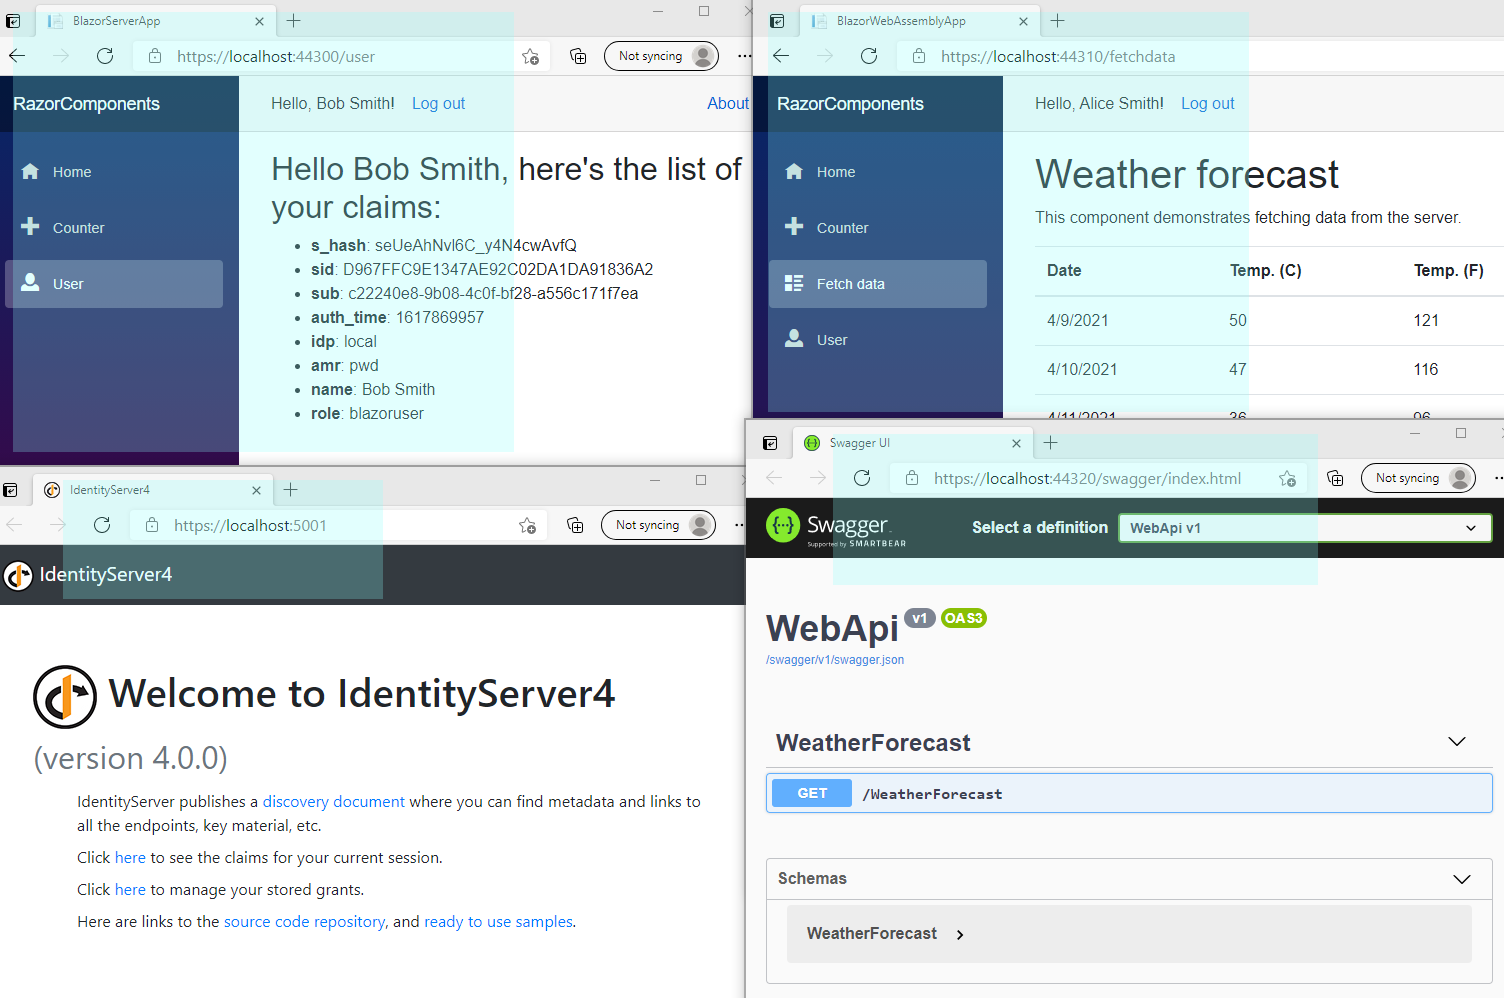 BlazorServerApp
https://localhost:44300/user
Not syncing
RazorComponents
Hello, Bob Smith! Log out About
Home
Counter
User
Hello Bob Smith, here's the list of
your claims:
s_hash: seUeAhNvl6C_y4N4cwAvfQ
sid: D967FFC9E1347AE92C02DA1DA91836A2
sub: c22240e8-9b08-4c0f-bf28-a556c171f7ea
auth_time: 1617869957
idp: local
amr: pwd
name: Bob Smith
role: blazoruser
BlazorWebAssemblyApp
https://localhost:44310/fetchdata
RazorComponents
Hello, Alice Smith! Log out
Home
Counter
Fetch data
User
Weather forecast
This component demonstrates fetching data from the server.
Date Temp. (C) Temp. (F)
4/9/2021 50 121
4/10/2021 47 116
4/11/2021 36 96
IdentityServer4
https://localhost:5001
Not syncing
IdentityServer4
Welcome to IdentityServer4
(version 4.0.0)
IdentityServer publishes a discovery document where you can find metadata and links to
all the endpoints, key material, etc.
Click here to see the claims for your current session.
Click here to manage your stored grants.
Here are links to the source code repository, and ready to use samples.
Swagger UI
https://localhost:44320/swagger/index.html
Not syncing
Swagger
Supported by SMARTBEAR
Select a definition WebApi v1
WebApi v1 OAS3
/swagger/v1/swagger.json
WeatherForecast
GET /WeatherForecast
Schemas
WeatherForecast